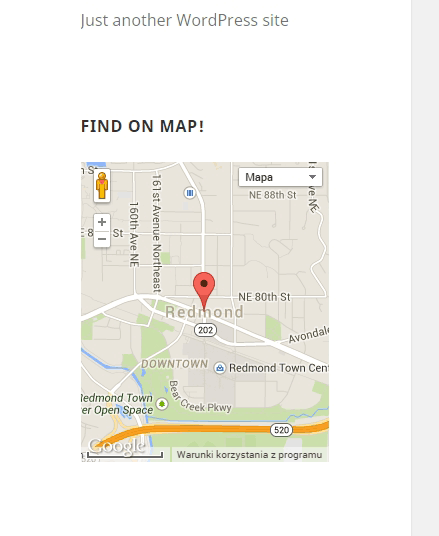 Just another WordPress site
FIND ON MAP!
Mapa
NE 88th St
160th Ave NE
161st Avenue Northeast
NE 80th St
Redmond
202
Avondale
DOWNTOWN
Redmond Town Cent
Bear Creek Pkwy
Redmond Town
er Open Space
520
Google
Warunki korzystania z programu